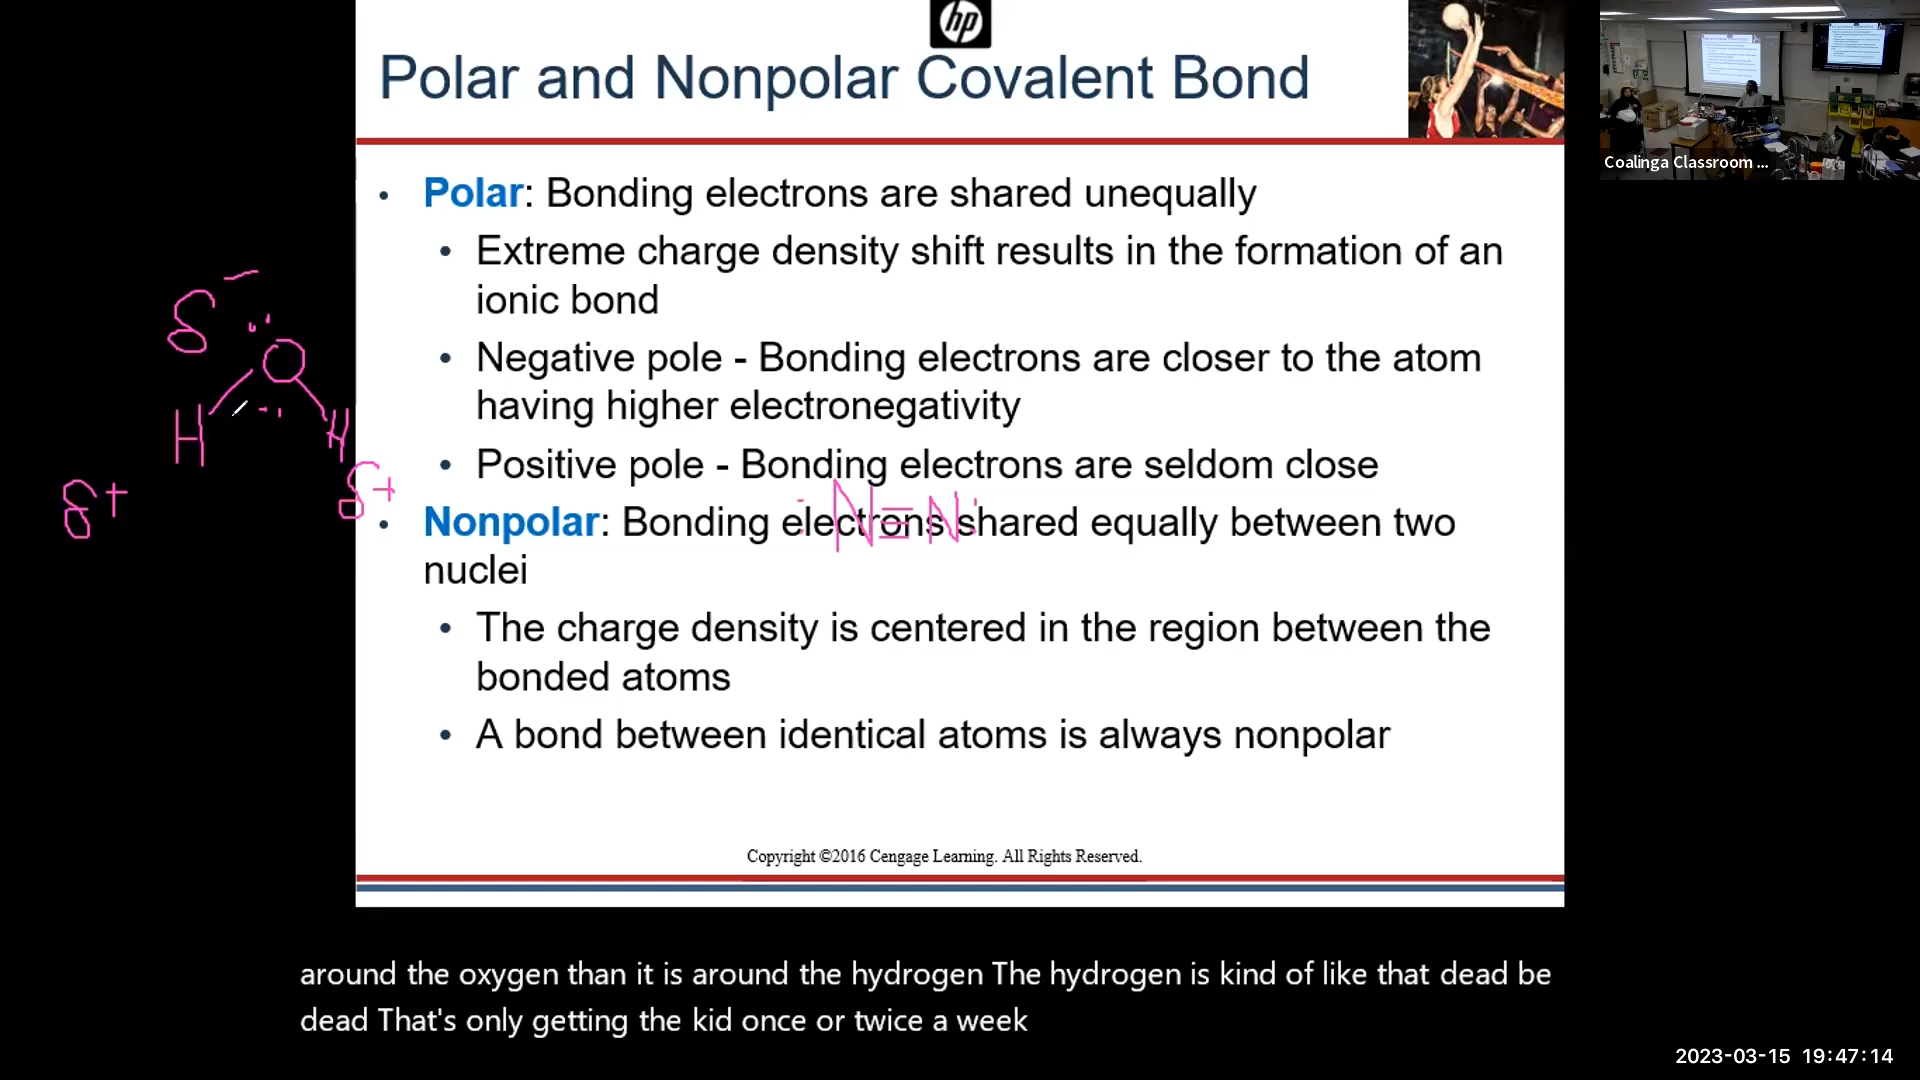 hp
Polar and Nonpolar Covalent Bond
Coalinga Classroom ...
• Polar: Bonding electrons are shared unequally
• Extreme charge density shift results in the formation of an
ionic bond
• Negative pole - Bonding electrons are closer to the atom
having higher electronegativity
• Positive pole - Bonding electrons are seldom close
• Nonpolar: Bonding electrons shared equally between two
nuclei
• The charge density is centered in the region between the
bonded atoms
• A bond between identical atoms is always nonpolar
δ -
O
H H
δ+ δ+
:N≡N:
Copyright ©2016 Cengage Learning. All Rights Reserved.
around the oxygen than it is around the hydrogen The hydrogen is kind of like that dead be
dead That's only getting the kid once or twice a week
2023-03-15 19:47:14